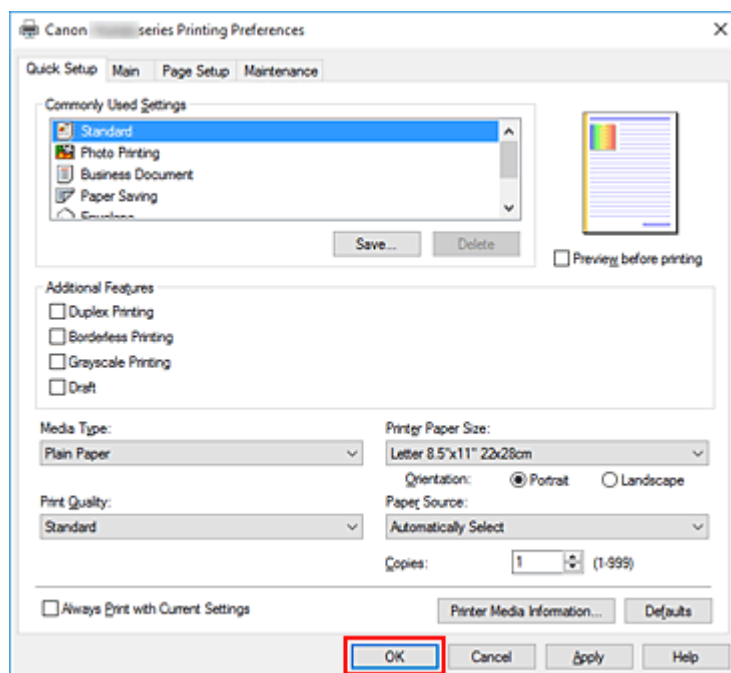 Canon series Printing Preferences
Quick Setup Main Page Setup Maintenance
Commonly Used Settings
Standard
Photo Printing
Business Document
Paper Saving
Envelope
Save... Delete
Preview before printing
Additional Features
Duplex Printing
Borderless Printing
Grayscale Printing
Draft
Media Type: Printer Paper Size:
Plain Paper Letter 8.5"x11" 22x28cm
Orientation: Portrait Landscape
Print Quality: Paper Source:
Standard Automatically Select
Copies: 1 (1-999)
Always Print with Current Settings Printer Media Information... Defaults
OK Cancel Apply Help